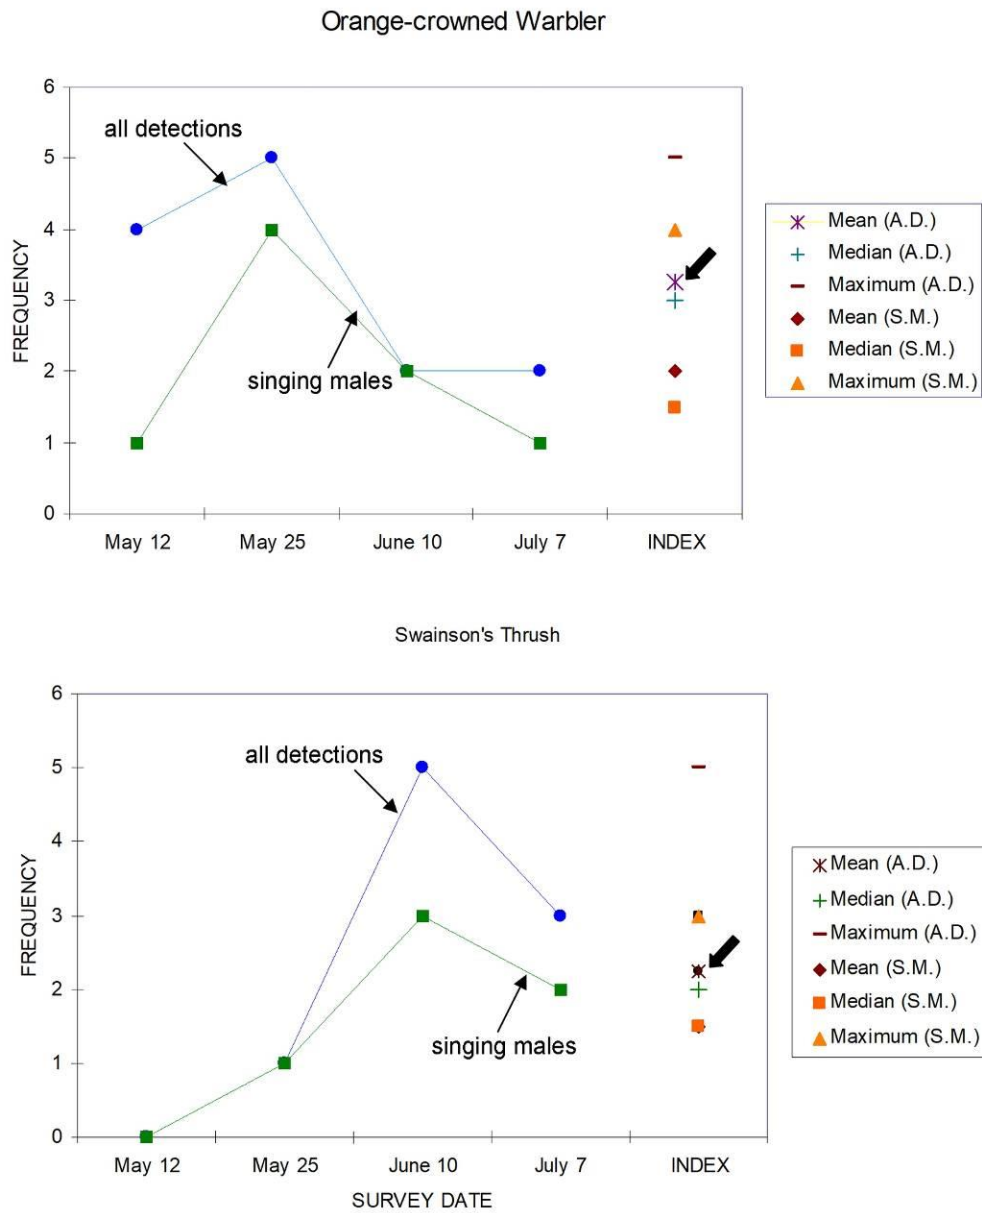 Orange-crowned Warbler
6
5
4
3
2
1
0
FREQUENCY
all detections
singing males
May 12
May 25
June 10
July 7
INDEX
Mean (A.D.)
Median (A.D.)
Maximum (A.D.)
Mean (S.M.)
Median (S.M.)
Maximum (S.M.)
Swainson's Thrush
6
5
4
3
2
1
0
FREQUENCY
all detections
singing males
May 12
May 25
June 10
July 7
INDEX
SURVEY DATE
Mean (A.D.)
Median (A.D.)
Maximum (A.D.)
Mean (S.M.)
Median (S.M.)
Maximum (S.M.)